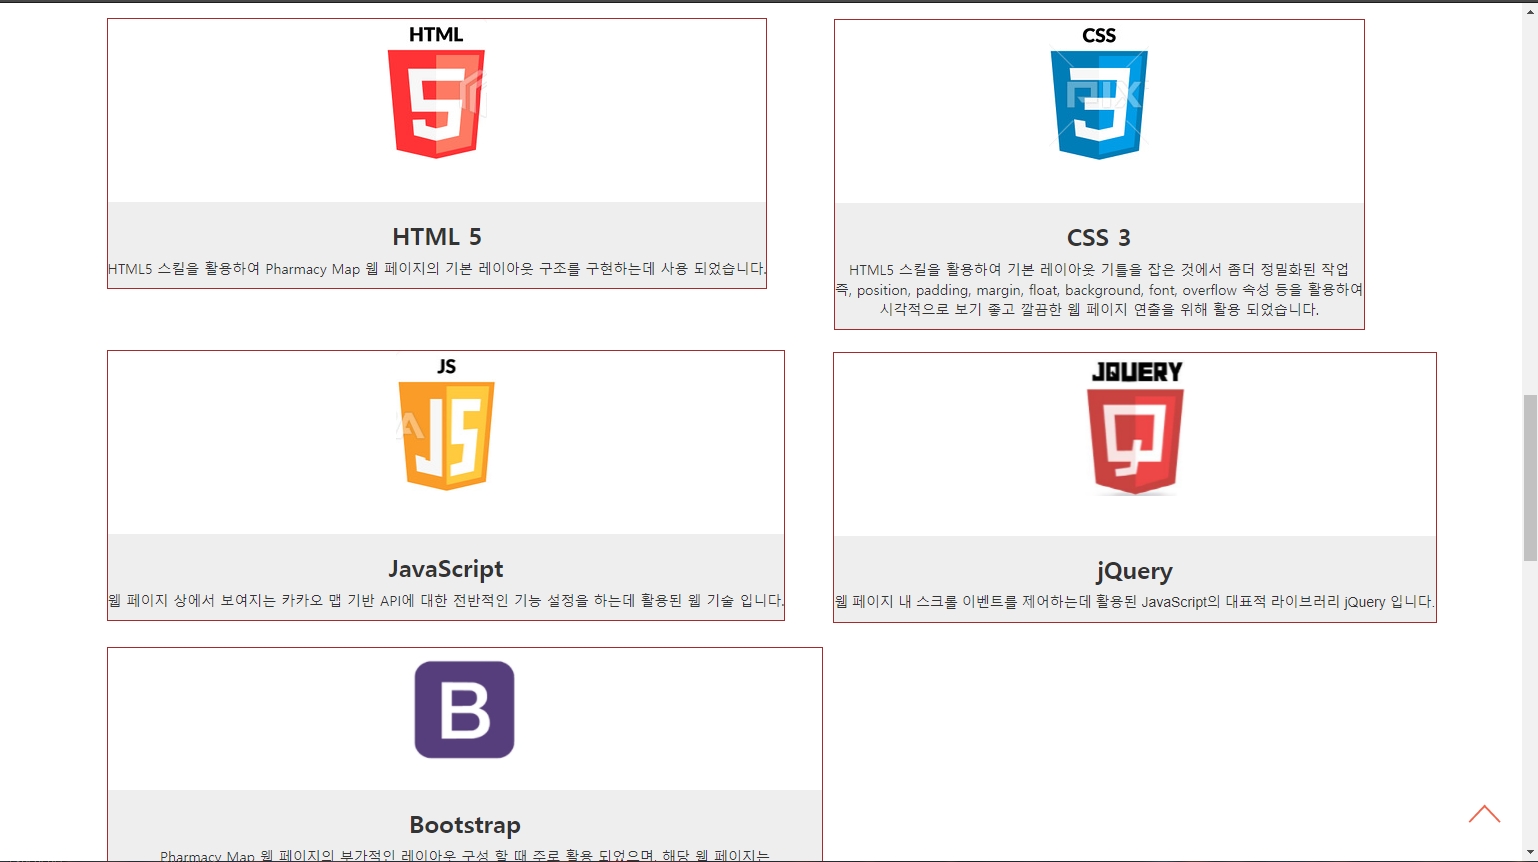 HTML
5
HTML 5
HTML5 스킬을 활용하여 Pharmacy Map 웹 페이지의 기본 레이아웃 구조를 구현하는데 사용 되었습니다.
CSS
3
PIX
CSS 3
HTML5 스킬을 활용하여 기본 레이아웃 기틀을 잡은 것에서 좀더 정밀화된 작업
즉, position, padding, margin, float, background, font, overflow 속성 등을 활용하여
시각적으로 보기 좋고 깔끔한 웹 페이지 연출을 위해 활용 되었습니다.
JS
JS
JavaScript
웹 페이지 상에서 보여지는 카카오 맵 기반 API에 대한 전반적인 기능 설정을 하는데 활용된 웹 기술 입니다.
JQUERY
jQuery
웹 페이지 내 스크롤 이벤트를 제어하는데 활용된 JavaScript의 대표적 라이브러리 jQuery 입니다.
B
Bootstrap
Pharmacy Map 웹 페이지의 부가적인 레이아웃 구성 할 때 주로 활용 되었으며, 해당 웹 페이지는